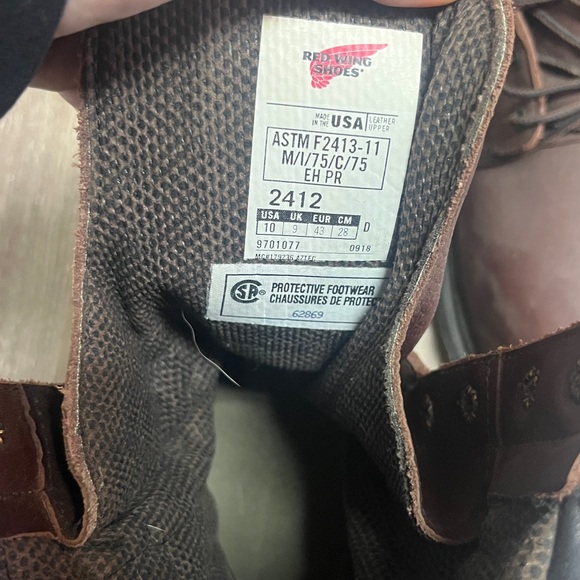 RED WING
SHOES®
MADE IN THE USA LEATHER UPPER
ASTM F2413-11
M/I/75/C/75
EH PR
2412
USA UK EUR CM
10 9 43 28 D
9701077 0918
CSA® PROTECTIVE FOOTWEAR
CHAUSSURES DE PROTEC
62869